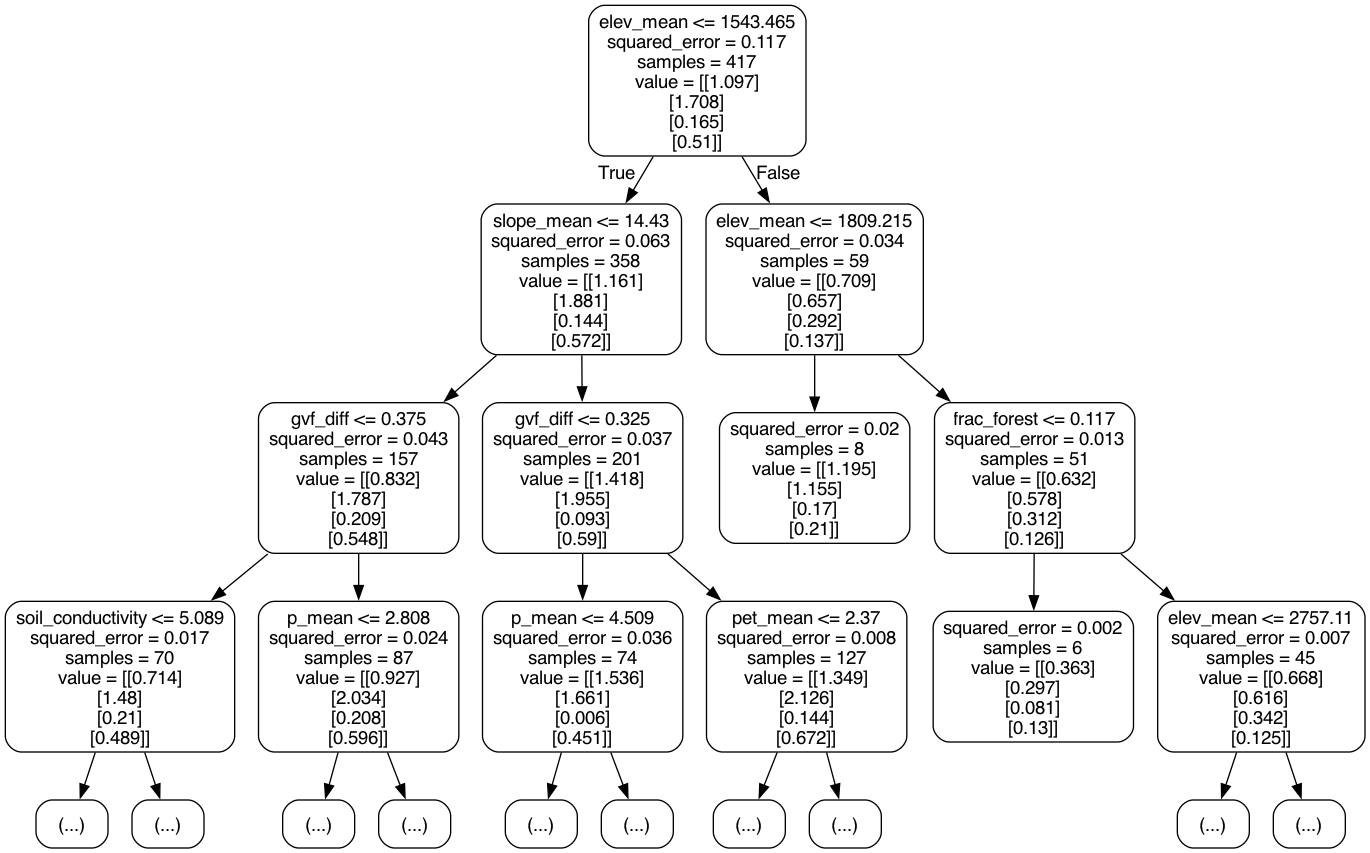 elev_mean <= 1543.465
squared_error = 0.117
samples = 417
value = [[1.097]
[1.708]
[0.165]
[0.51]]
True
False
slope_mean <= 14.43
squared_error = 0.063
samples = 358
value = [[1.161]
[1.881]
[0.144]
[0.572]]
elev_mean <= 1809.215
squared_error = 0.034
samples = 59
value = [[0.709]
[0.657]
[0.292]
[0.137]]
gvf_diff <= 0.375
squared_error = 0.043
samples = 157
value = [[0.832]
[1.787]
[0.209]
[0.548]]
gvf_diff <= 0.325
squared_error = 0.037
samples = 201
value = [[1.418]
[1.955]
[0.093]
[0.59]]
squared_error = 0.02
samples = 8
value = [[1.195]
[1.155]
[0.17]
[0.21]]
frac_forest <= 0.117
squared_error = 0.013
samples = 51
value = [[0.632]
[0.578]
[0.312]
[0.126]]
soil_conductivity <= 5.089
squared_error = 0.017
samples = 70
value = [[0.714]
[1.48]
[0.21]
[0.489]]
p_mean <= 2.808
squared_error = 0.024
samples = 87
value = [[0.927]
[2.034]
[0.208]
[0.596]]
p_mean <= 4.509
squared_error = 0.036
samples = 74
value = [[1.536]
[1.661]
[0.006]
[0.451]]
pet_mean <= 2.37
squared_error = 0.008
samples = 127
value = [[1.349]
[2.126]
[0.144]
[0.672]]
squared_error = 0.002
samples = 6
value = [[0.363]
[0.297]
[0.081]
[0.13]]
elev_mean <= 2757.11
squared_error = 0.007
samples = 45
value = [[0.668]
[0.616]
[0.342]
[0.125]]
(...)
(...)
(...)
(...)
(...)
(...)
(...)
(...)
(...)
(...)